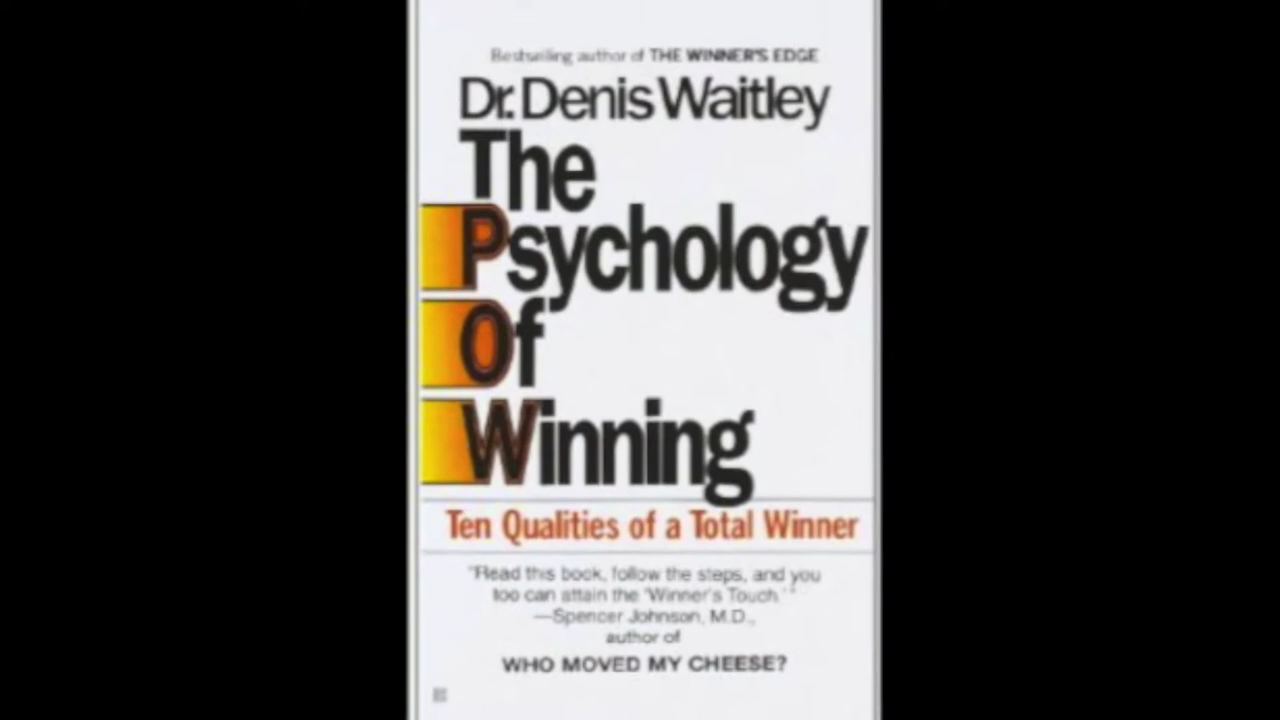 Bestselling author of THE WINNER'S EDGE
Dr. Denis Waitley
The
Psychology
Of
Winning
Ten Qualities of a Total Winner
"Read this book, follow the steps, and you
too can attain the 'Winner's Touch.'"
—Spencer Johnson, M.D.,
author of
WHO MOVED MY CHEESE?